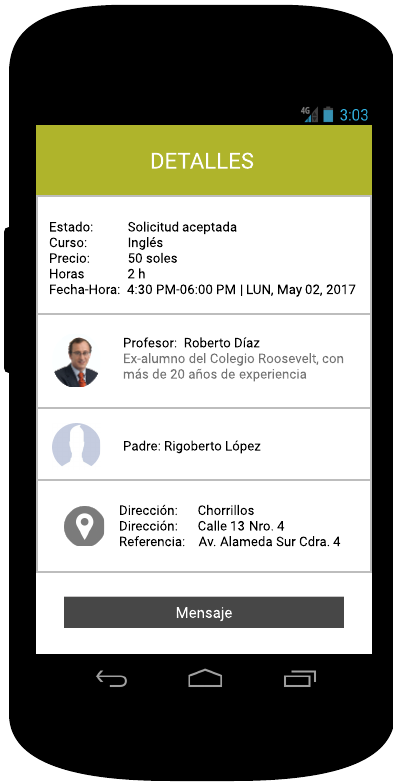 4G 3:03
DETALLES
Estado: Solicitud aceptada
Curso: Inglés
Precio: 50 soles
Horas 2 h
Fecha-Hora: 4:30 PM-06:00 PM | LUN, May 02, 2017
Profesor: Roberto Díaz
Ex-alumno del Colegio Roosevelt, con
más de 20 años de experiencia
Padre: Rigoberto López
Dirección: Chorrillos
Dirección: Calle 13 Nro. 4
Referencia: Av. Alameda Sur Cdra. 4
Mensaje